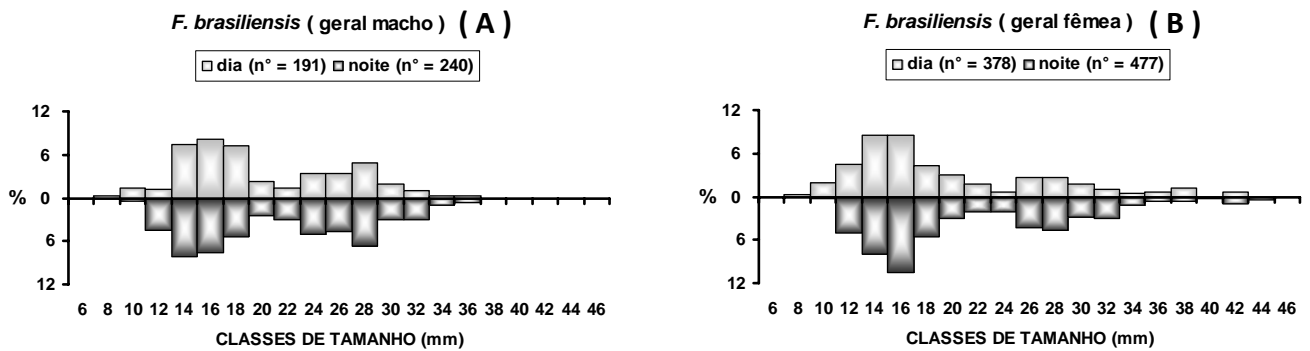 F. brasiliensis ( geral macho ) ( A )
dia (n° = 191) noite (n° = 240)
12
6
0
6
12
%
6 8 10 12 14 16 18 20 22 24 26 28 30 32 34 36 38 40 42 44 46
CLASSES DE TAMANHO (mm)
F. brasiliensis ( geral fêmea ) ( B )
dia (n° = 378) noite (n° = 477)
12
6
0
6
12
%
6 8 10 12 14 16 18 20 22 24 26 28 30 32 34 36 38 40 42 44 46
CLASSES DE TAMANHO (mm)